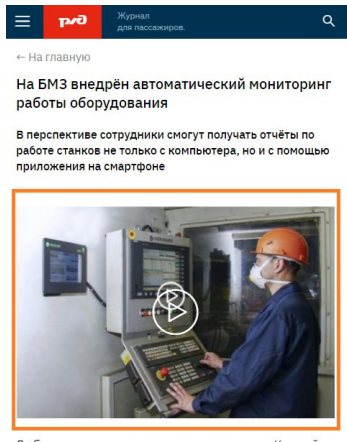 ржд
Журнал
для пассажиров.
← На главную
На БМЗ внедрён автоматический мониторинг
работы оборудования
В перспективе сотрудники смогут получать отчёты по
работе станков не только с компьютера, но и с помощью
приложения на смартфоне